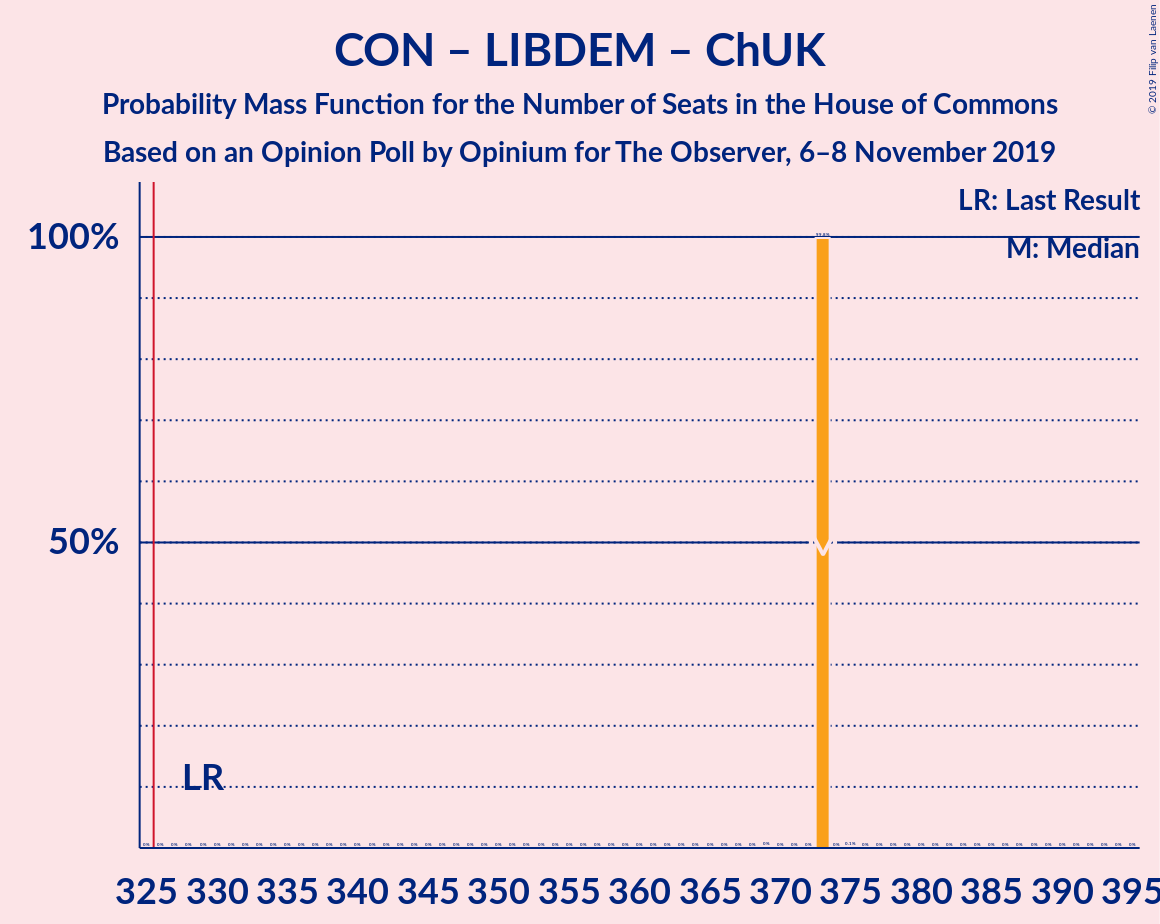 CON – LIBDEM – ChUK
Probability Mass Function for the Number of Seats in the House of Commons
Based on an Opinion Poll by Opinium for The Observer, 6–8 November 2019
© 2019 Filip van Laenen
LR: Last Result
M: Median
100%
50%
LR
M
325 330 335 340 345 350 355 360 365 370 375 380 385 390 395